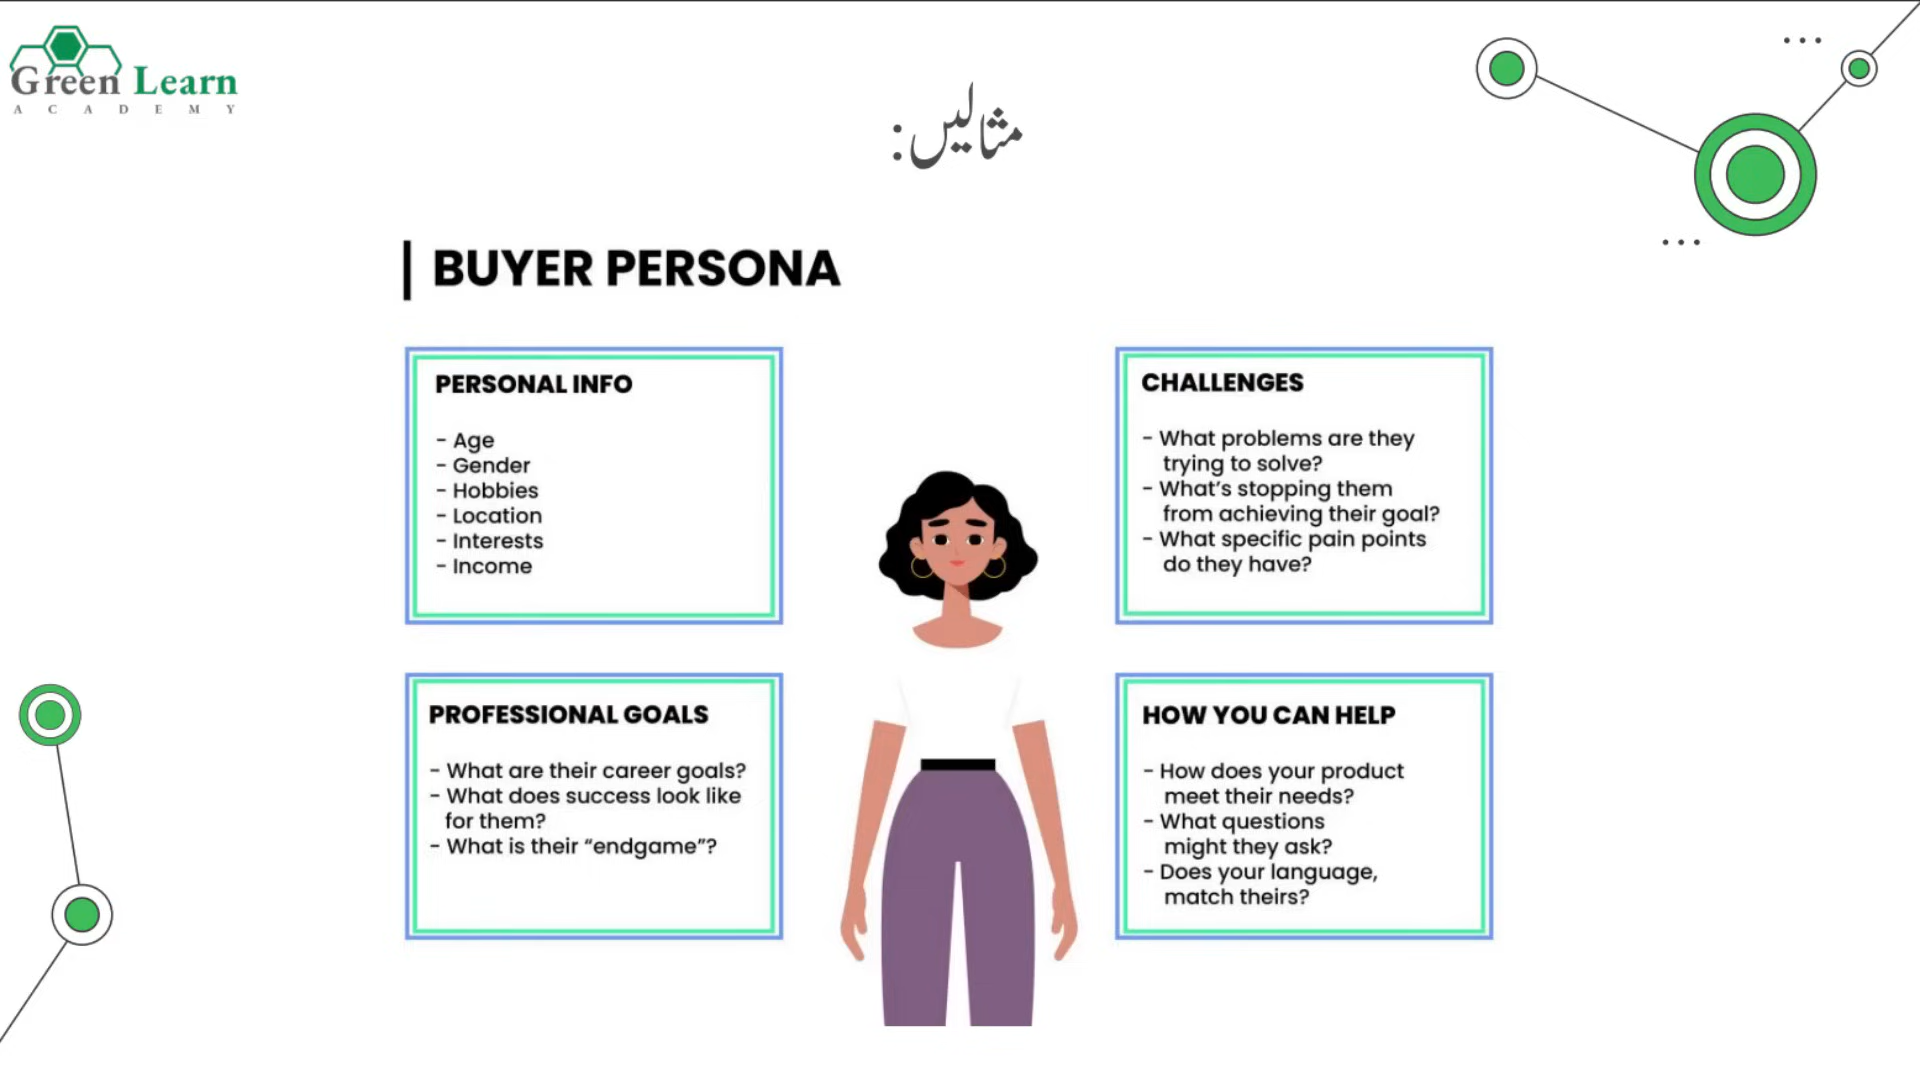 Green Learn
ACADEMY
مثالیں:
BUYER PERSONA
PERSONAL INFO
- Age
- Gender
- Hobbies
- Location
- Interests
- Income
CHALLENGES
- What problems are they
trying to solve?
- What's stopping them
from achieving their goal?
- What specific pain points
do they have?
PROFESSIONAL GOALS
- What are their career goals?
- What does success look like
for them?
- What is their “endgame”?
HOW YOU CAN HELP
- How does your product
meet their needs?
- What questions
might they ask?
- Does your language,
match theirs?